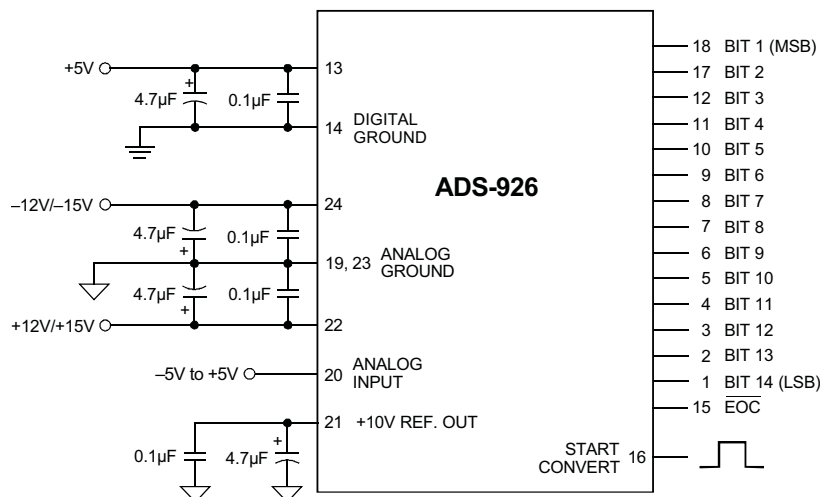 +5V
+
4.7µF
0.1µF
13
14
DIGITAL
GROUND
–12V/–15V
4.7µF
+
0.1µF
24
19, 23
ANALOG
GROUND
4.7µF
+
0.1µF
+12V/+15V
22
–5V to +5V
20
ANALOG
INPUT
21 +10V REF. OUT
0.1µF
4.7µF
+
ADS-926
18 BIT 1 (MSB)
17 BIT 2
12 BIT 3
11 BIT 4
10 BIT 5
9 BIT 6
8 BIT 7
7 BIT 8
6 BIT 9
5 BIT 10
4 BIT 11
3 BIT 12
2 BIT 13
1 BIT 14 (LSB)
15 E̅O̅C̅
START
CONVERT 16